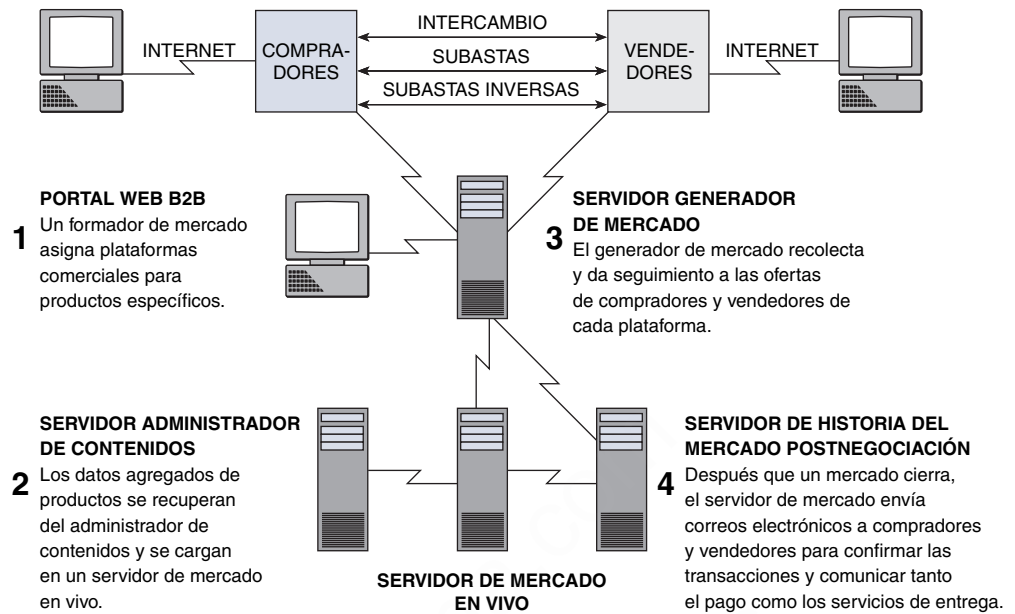 INTERCAMBIO
SUBASTAS
SUBASTAS INVERSAS
INTERNET
COMPRA-
DORES
VENDE-
DORES
INTERNET
1
PORTAL WEB B2B
Un formador de mercado
asigna plataformas
comerciales para
productos específicos.
3
SERVIDOR GENERADOR
DE MERCADO
El generador de mercado recolecta
y da seguimiento a las ofertas
de compradores y vendedores de
cada plataforma.
2
SERVIDOR ADMINISTRADOR
DE CONTENIDOS
Los datos agregados de
productos se recuperan
del administrador de
contenidos y se cargan
en un servidor de mercado
en vivo.
SERVIDOR DE MERCADO
EN VIVO
4
SERVIDOR DE HISTORIA DEL
MERCADO POSTNEGOCIACIÓN
Después que un mercado cierra,
el servidor de mercado envía
correos electrónicos a compradores
y vendedores para confirmar las
transacciones y comunicar tanto
el pago como los servicios de entrega.